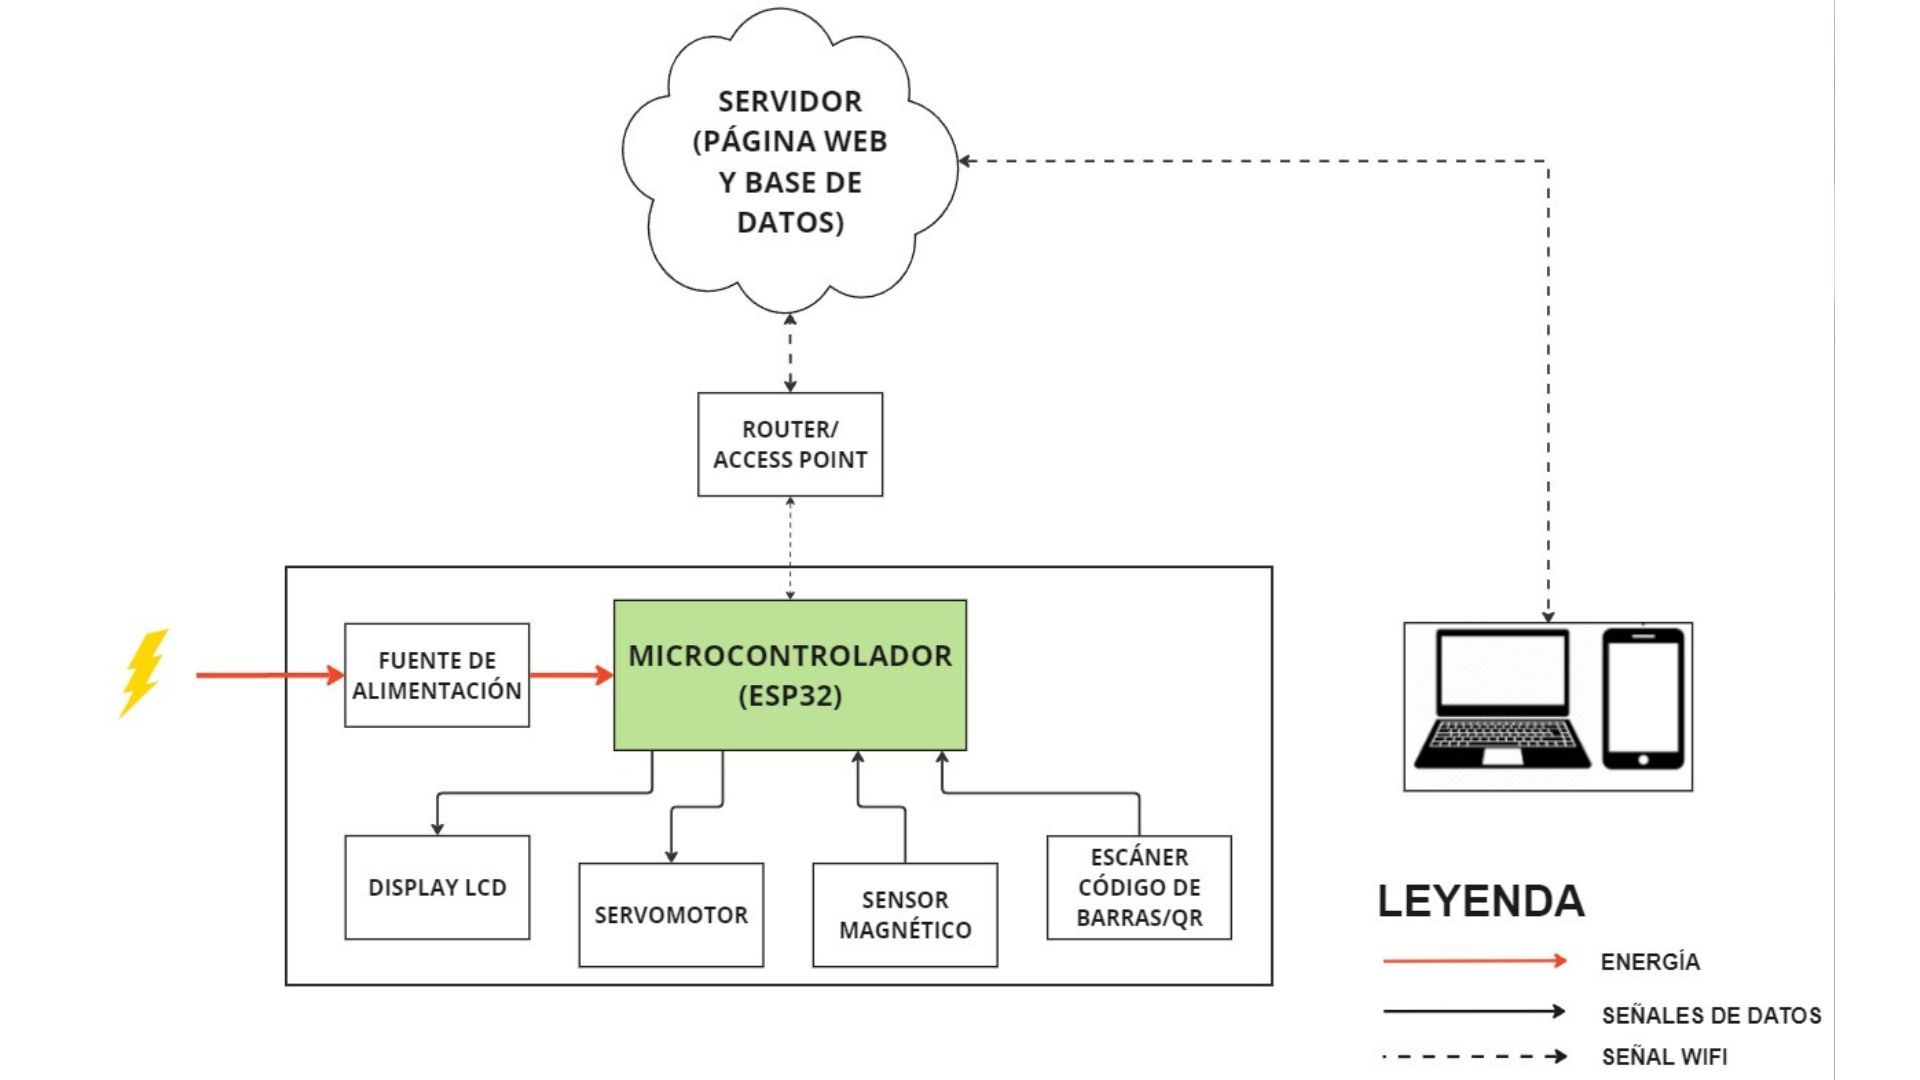 SERVIDOR
(PÁGINA WEB
Y BASE DE
DATOS)
ROUTER/
ACCESS POINT
FUENTE DE
ALIMENTACIÓN
MICROCONTROLADOR
(ESP32)
DISPLAY LCD
SERVOMOTOR
SENSOR
MAGNÉTICO
ESCÁNER
CÓDIGO DE
BARRAS/QR
LEYENDA
ENERGÍA
SEÑALES DE DATOS
SEÑAL WIFI